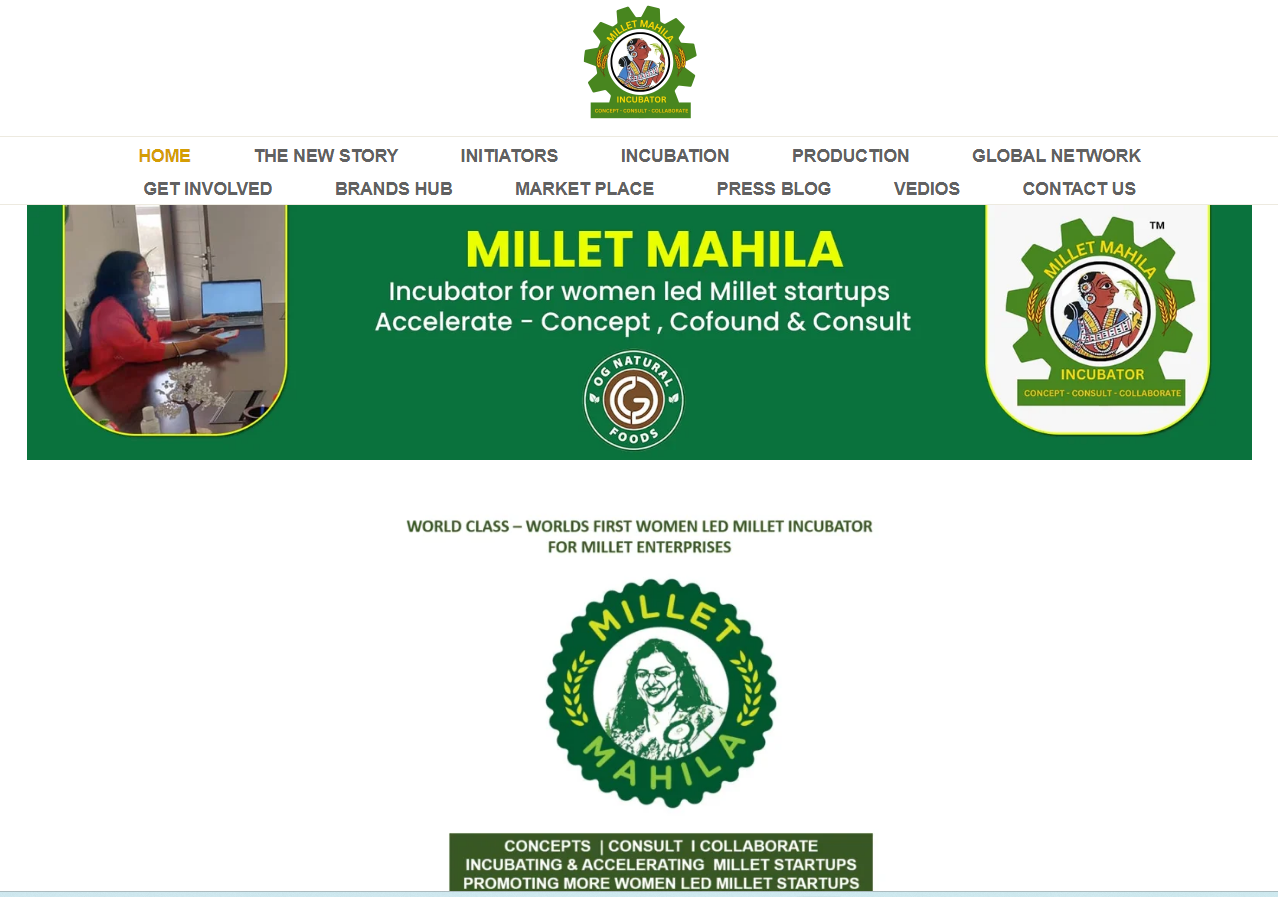 MILLET MAHILA
INCUBATOR
CONCEPT - CONSULT - COLLABORATE
HOME THE NEW STORY INITIATORS INCUBATION PRODUCTION GLOBAL NETWORK
GET INVOLVED BRANDS HUB MARKET PLACE PRESS BLOG VEDIOS CONTACT US
MILLET MAHILA
Incubator for women led Millet startups
Accelerate - Concept , Cofound & Consult
OG NATURAL
FOODS
TM
MILLET MAHILA
INCUBATOR
CONCEPT - CONSULT - COLLABORATE
WORLD CLASS – WORLDS FIRST WOMEN LED MILLET INCUBATOR
FOR MILLET ENTERPRISES
MILLET
MAHILA
CONCEPTS | CONSULT I COLLABORATE
INCUBATING & ACCELERATING MILLET STARTUPS
PROMOTING MORE WOMEN LED MILLET STARTUPS